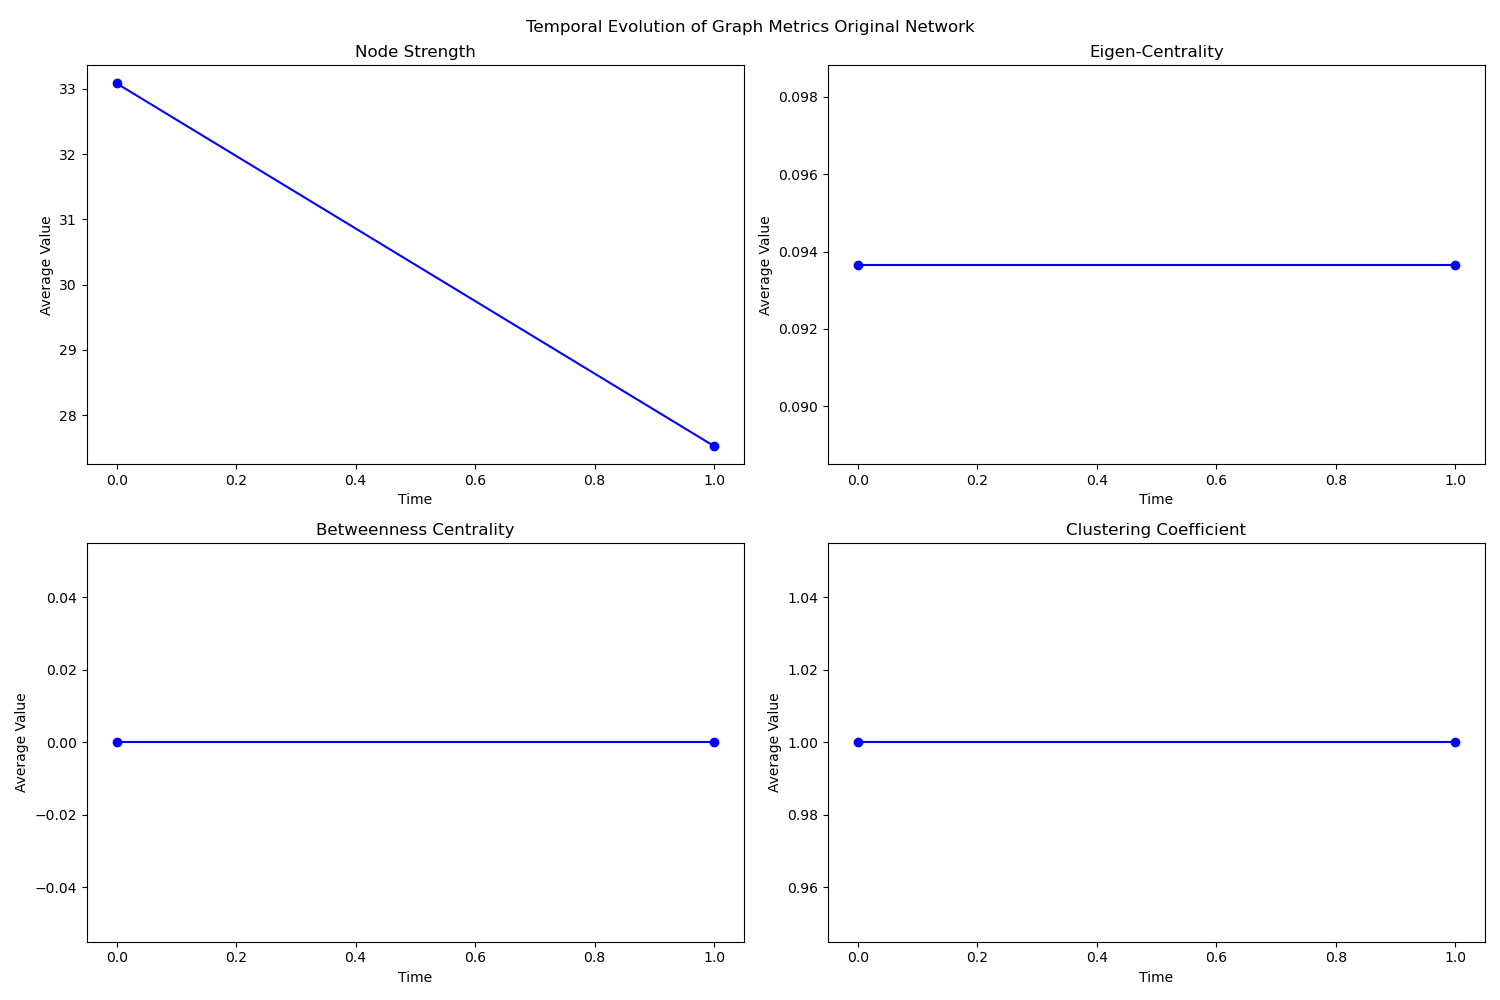 Temporal Evolution of Graph Metrics Original Network
Node Strength
33
32
31
30
29
28
Average Value
0.0 0.2 0.4 0.6 0.8 1.0
Time
Eigen-Centrality
0.098
0.096
0.094
0.092
0.090
Average Value
0.0 0.2 0.4 0.6 0.8 1.0
Time
Betweenness Centrality
0.04
0.02
0.00
−0.02
−0.04
Average Value
0.0 0.2 0.4 0.6 0.8 1.0
Time
Clustering Coefficient
1.04
1.02
1.00
0.98
0.96
Average Value
0.0 0.2 0.4 0.6 0.8 1.0
Time